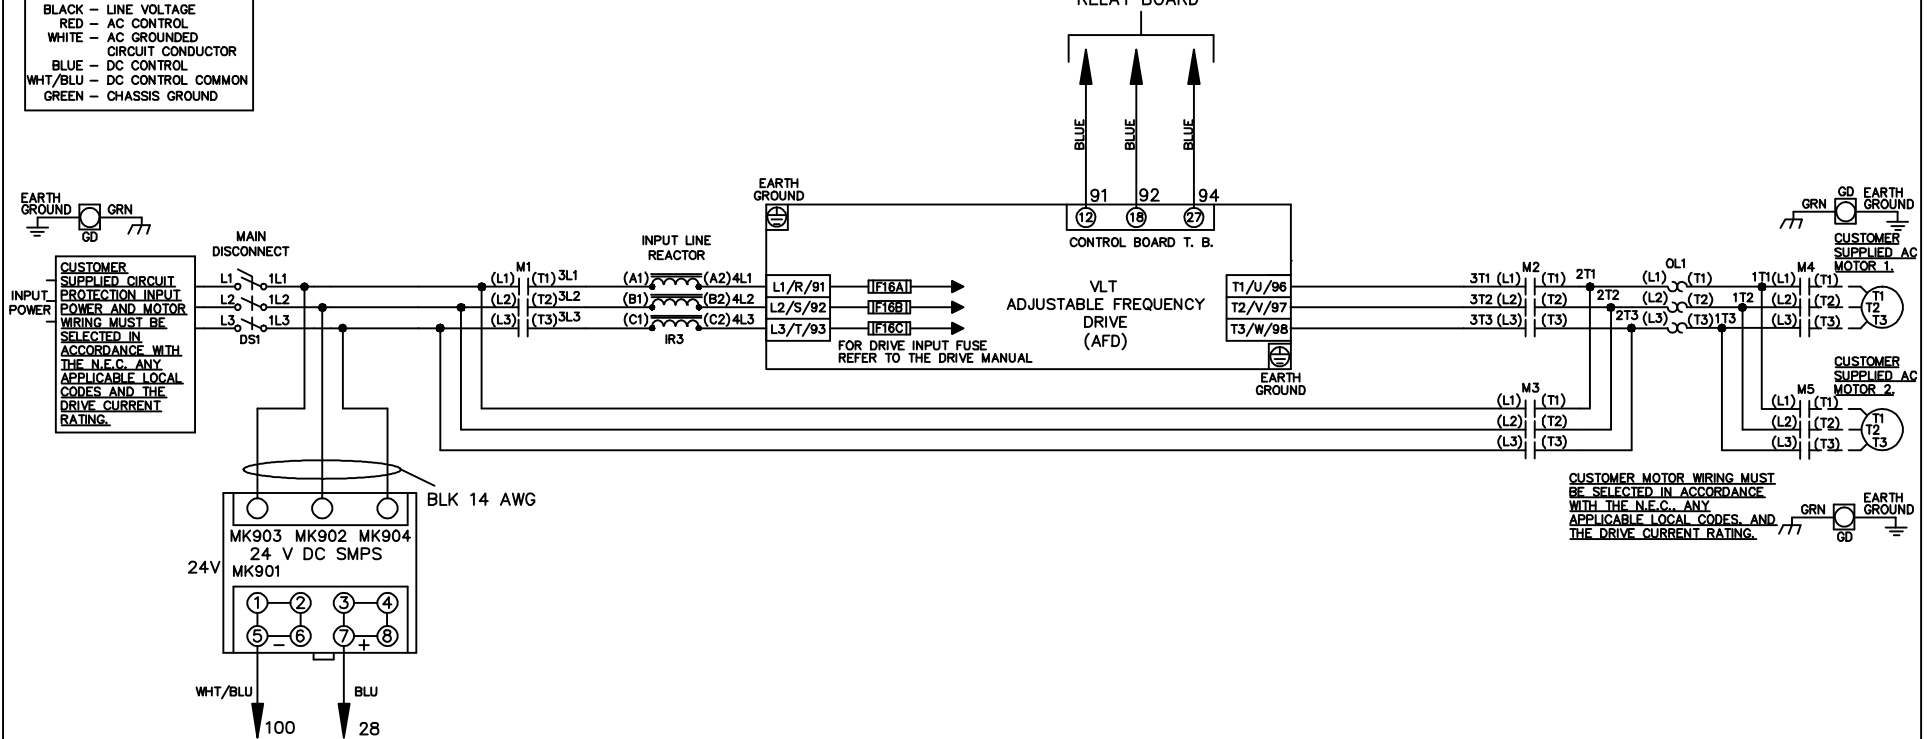 RELAY BOARD
BLACK – LINE VOLTAGE
RED – AC CONTROL
WHITE – AC GROUNDED
CIRCUIT CONDUCTOR
BLUE – DC CONTROL
WHT/BLU – DC CONTROL COMMON
GREEN – CHASSIS GROUND
BLUE
BLUE
BLUE
91
92
94
12
18
27
CONTROL BOARD T. B.
EARTH
GROUND
GRN
GD
EARTH
GROUND
INPUT
POWER
CUSTOMER
SUPPLIED CIRCUIT
PROTECTION INPUT
POWER AND MOTOR
WIRING MUST BE
SELECTED IN
ACCORDANCE WITH
THE N.E.C. ANY
APPLICABLE LOCAL
CODES AND THE
DRIVE CURRENT
RATING.
MAIN
DISCONNECT
L1 1L1
L2 1L2
L3 1L3
DS1
M1
(L1) (T1) 3L1
(L2) (T2) 3L2
(L3) (T3) 3L3
INPUT LINE
REACTOR
(A1) (A2) 4L1
(B1) (B2) 4L2
(C1) (C2) 4L3
IR3
L1/R/91
L2/S/92
L3/T/93
F16A
F16B
F16C
FOR DRIVE INPUT FUSE
REFER TO THE DRIVE MANUAL
VLT
ADJUSTABLE FREQUENCY
DRIVE
(AFD)
T1/U/96
T2/V/97
T3/W/98
EARTH
GROUND
M2
3T1 (L1) (T1) 2T1
3T2 (L2) (T2) 2T2
3T3 (L3) (T3) 2T3
OL1
(L1) (T1) 1T1
(L2) (T2) 1T2
(L3) (T3) 1T3
M4
(L1) (T1)
(L2) (T2)
(L3) (T3)
T1
T2
T3
GRN
GD
EARTH
GROUND
CUSTOMER
SUPPLIED AC
MOTOR 1.
M3
(L1) (T1)
(L2) (T2)
(L3) (T3)
CUSTOMER
SUPPLIED AC
MOTOR 2.
M5
(L1) (T1)
(L2) (T2)
(L3) (T3)
T1
T2
T3
CUSTOMER MOTOR WIRING MUST
BE SELECTED IN ACCORDANCE
WITH THE N.E.C., ANY
APPLICABLE LOCAL CODES, AND
THE DRIVE CURRENT RATING.
GRN
GD
EARTH
GROUND
BLK 14 AWG
MK903 MK902 MK904
24 V DC SMPS
24V
MK901
1 2 3 4
5 – 6 7 + 8
WHT/BLU
BLU
100
28